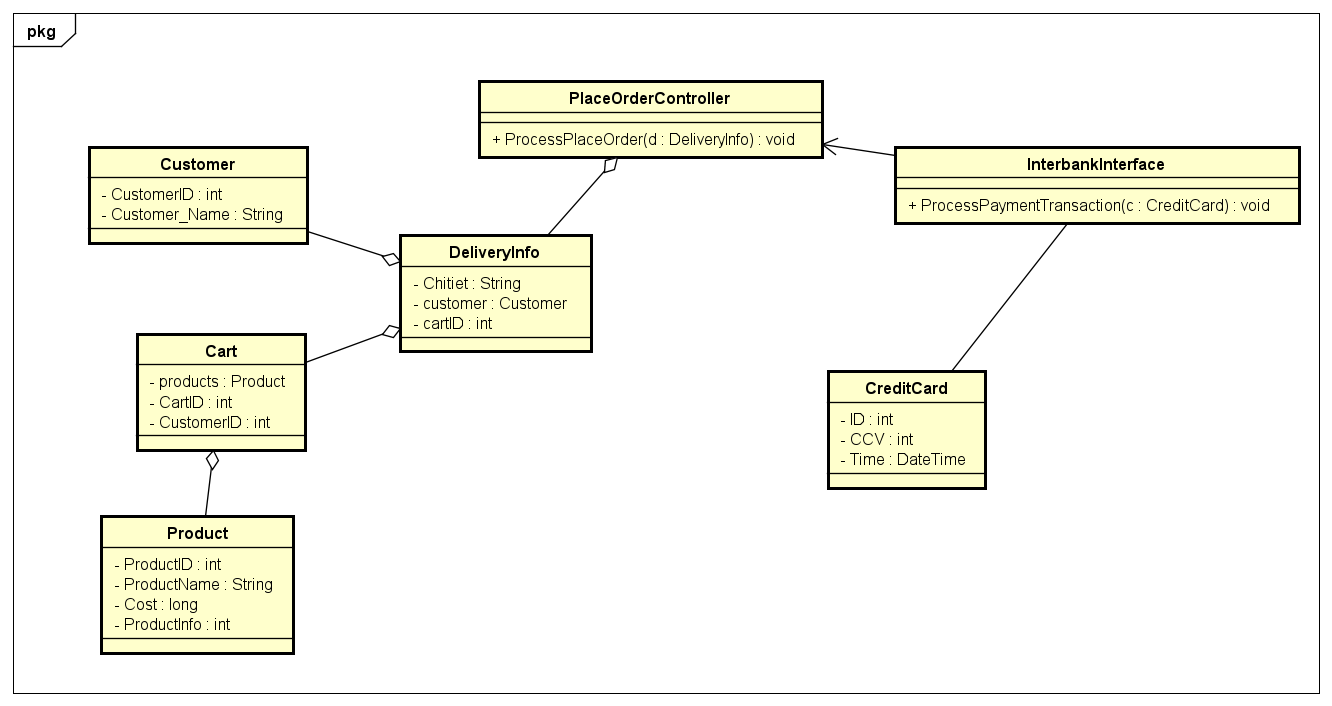 pkg
PlaceOrderController
+ ProcessPlaceOrder(d : DeliveryInfo) : void
Customer
- CustomerID : int
- Customer_Name : String
InterbankInterface
+ ProcessPaymentTransaction(c : CreditCard) : void
DeliveryInfo
- Chitiet : String
- customer : Customer
- cartID : int
Cart
- products : Product
- CartID : int
- CustomerID : int
CreditCard
- ID : int
- CCV : int
- Time : DateTime
Product
- ProductID : int
- ProductName : String
- Cost : long
- ProductInfo : int